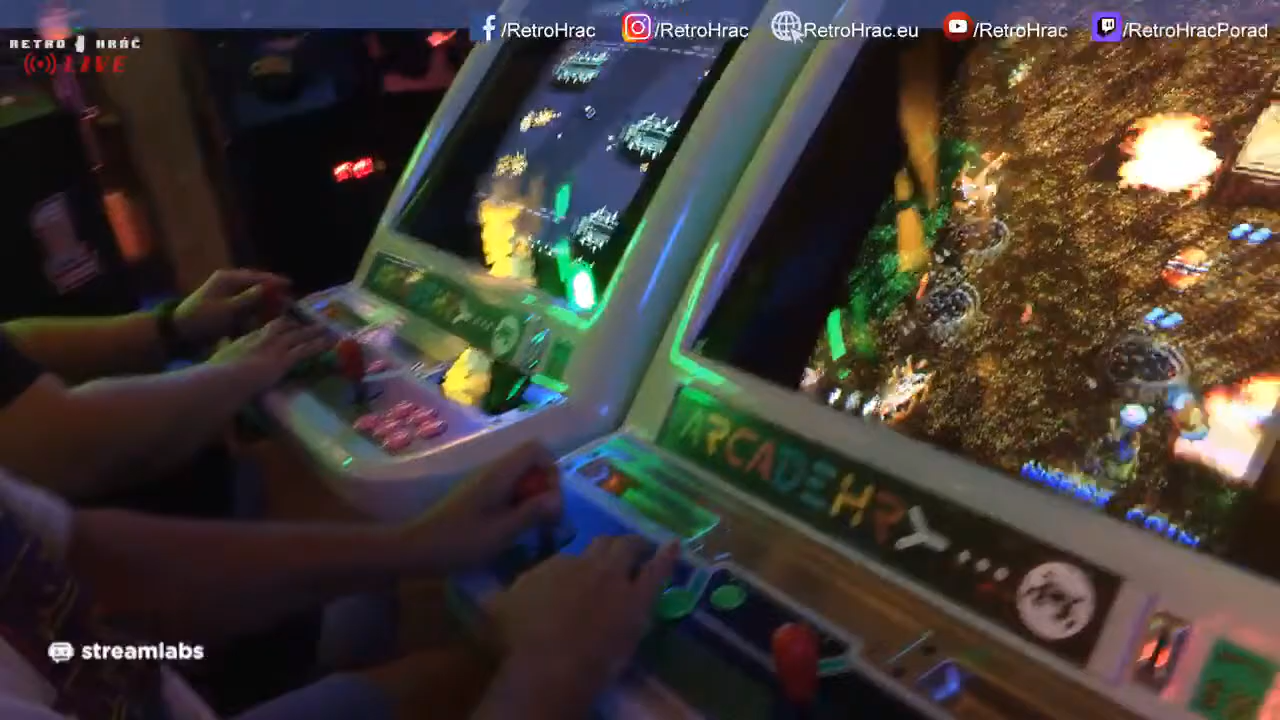 /RetroHrac
/RetroHrac
RetroHrac.eu
/RetroHrac
/RetroHracPorad
RETRO HRÁČ
LIVE
ARCADEHRY
streamlabs